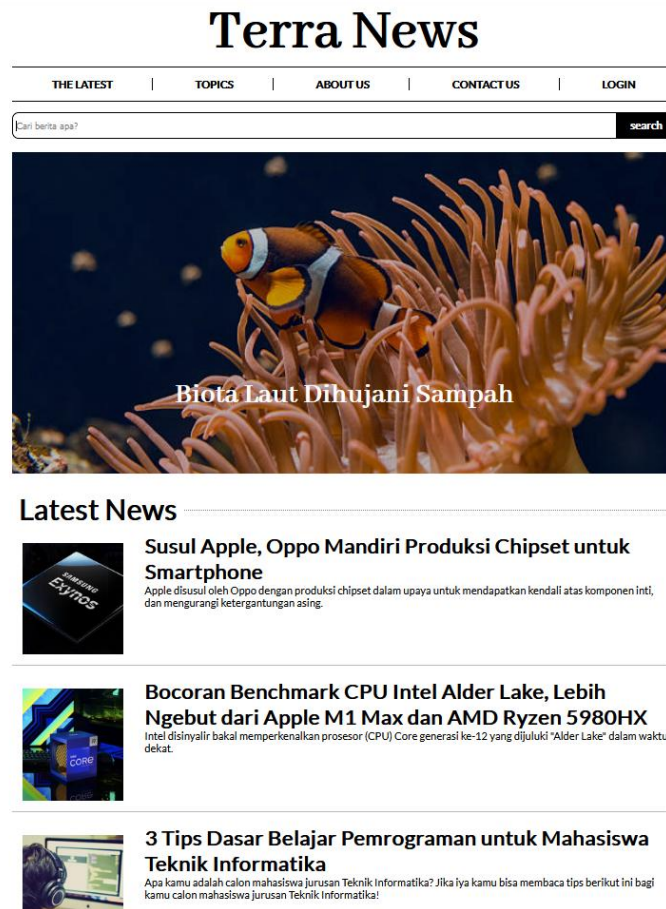 Terra News
THE LATEST
TOPICS
ABOUT US
CONTACT US
LOGIN
Cari berita apa?
search
Biota Laut Dihujani Sampah
Latest News
SAMSUNG
Exynos
Susul Apple, Oppo Mandiri Produksi Chipset untuk
Smartphone
Apple disusul oleh Oppo dengan produksi chipset dalam upaya untuk mendapatkan kendali atas komponen inti,
dan mengurangi ketergantungan asing.
CORE
Bocoran Benchmark CPU Intel Alder Lake, Lebih
Ngebut dari Apple M1 Max dan AMD Ryzen 5980HX
Intel disinyalir bakal memperkenalkan prosesor (CPU) Core generasi ke-12 yang dijuluki "Alder Lake" dalam waktu
dekat.
3 Tips Dasar Belajar Pemrograman untuk Mahasiswa
Teknik Informatika
Apa kamu adalah calon mahasiswa jurusan Teknik Informatika? Jika iya kamu bisa membaca tips berikut ini bagi
kamu calon mahasiswa jurusan Teknik Informatika!